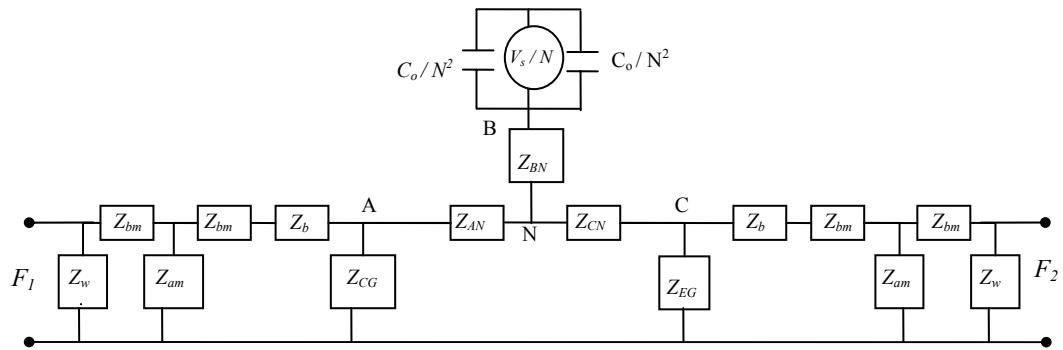 C_o / N^2
V_s / N
C_o / N^2
B
Z_BN
A
C
Z_bm
Z_bm
Z_b
Z_AN
N
Z_CN
Z_b
Z_bm
Z_bm
F_1
Z_w
.
Z_am
Z_CG
Z_EG
Z_am
Z_w
F_2